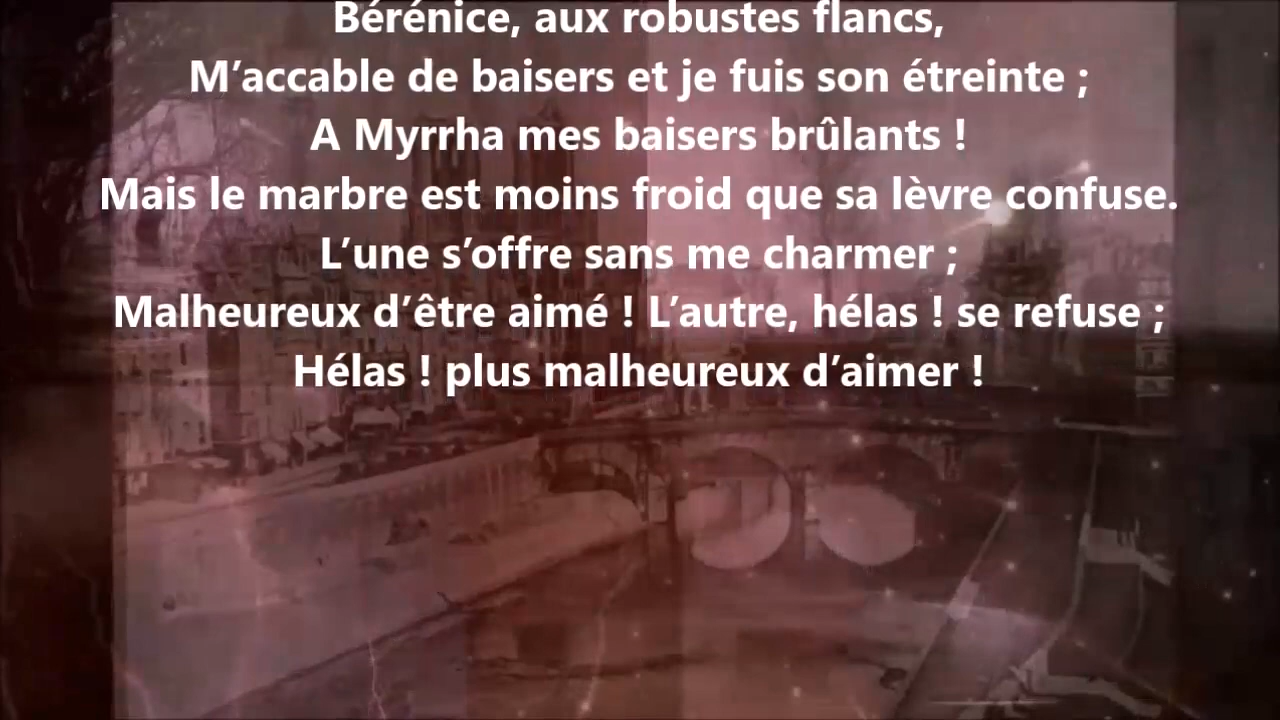 Bérénice, aux robustes flancs,
M’accable de baisers et je fuis son étreinte ;
A Myrrha mes baisers brûlants !
Mais le marbre est moins froid que sa lèvre confuse.
L’une s’offre sans me charmer ;
Malheureux d’être aimé ! L’autre, hélas ! se refuse ;
Hélas ! plus malheureux d’aimer !